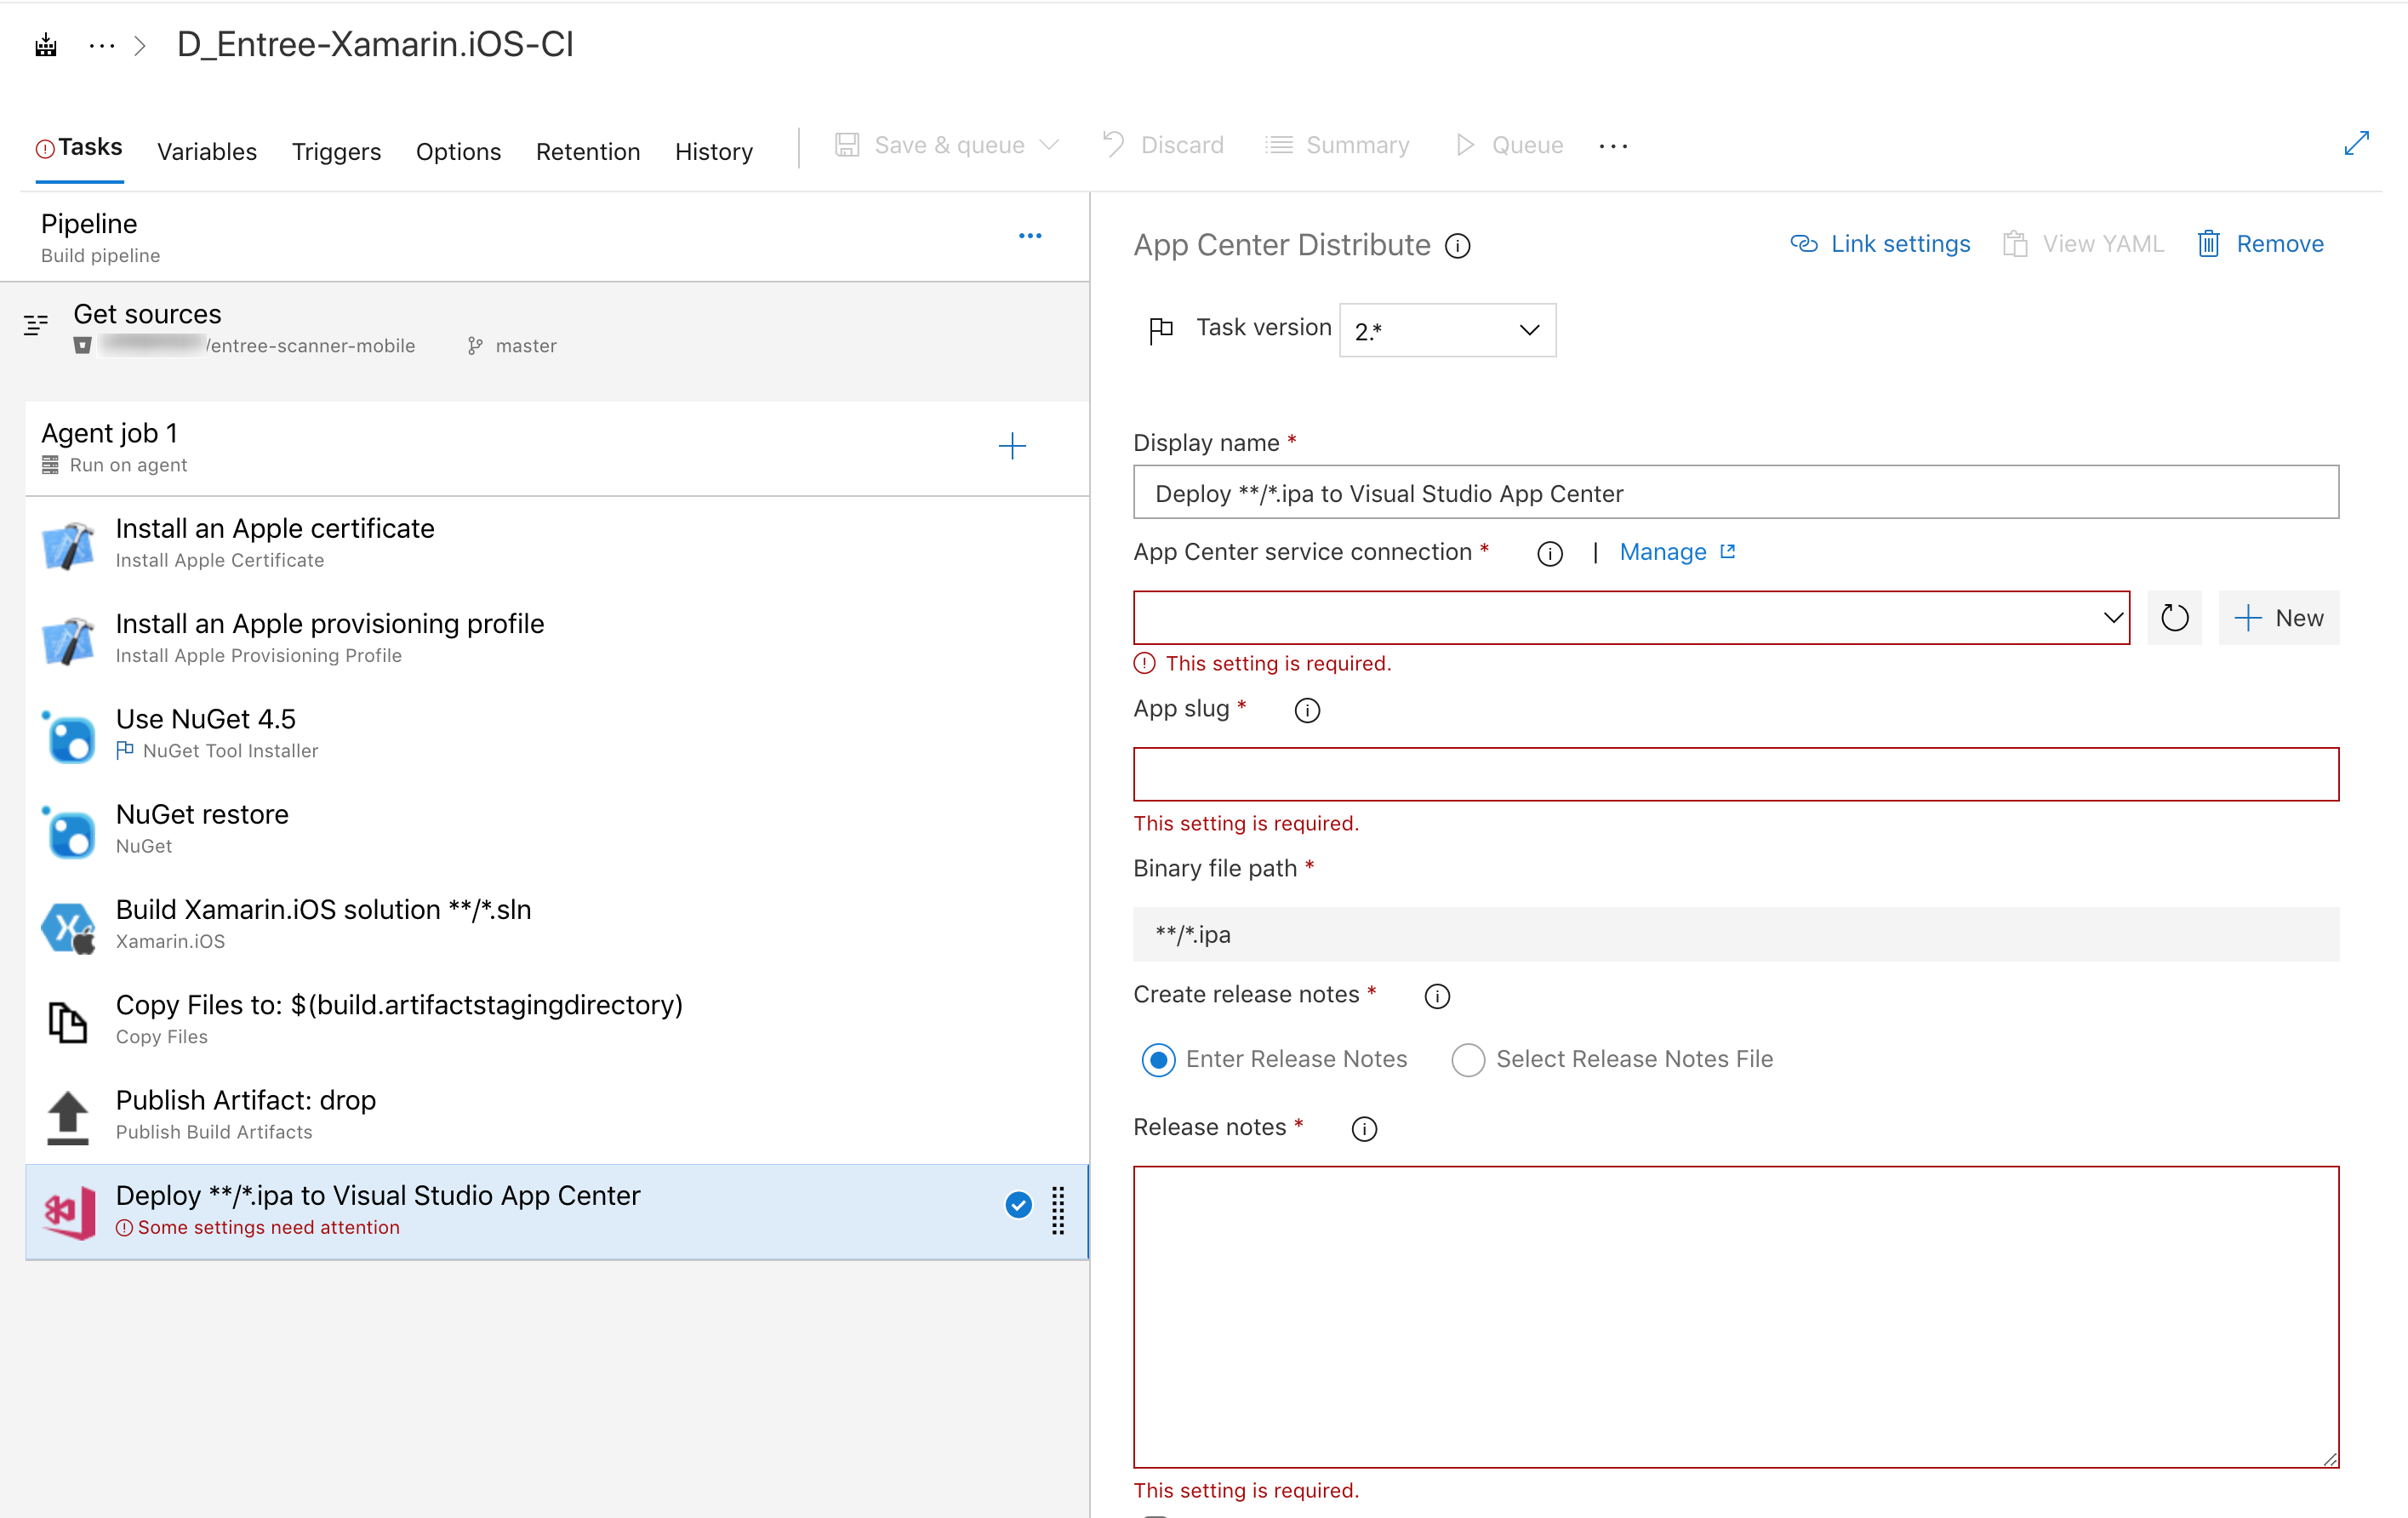 ··· > D_Entree-Xamarin.iOS-CI
Tasks Variables Triggers Options Retention History Save & queue Discard Summary Queue ···
Pipeline
Build pipeline
Get sources
/entree-scanner-mobile master
Agent job 1
Run on agent
Install an Apple certificate
Install Apple Certificate
Install an Apple provisioning profile
Install Apple Provisioning Profile
Use NuGet 4.5
NuGet Tool Installer
NuGet restore
NuGet
Build Xamarin.iOS solution **/*.sln
Xamarin.iOS
Copy Files to: $(build.artifactstagingdirectory)
Copy Files
Publish Artifact: drop
Publish Build Artifacts
Deploy **/*.ipa to Visual Studio App Center
Some settings need attention
App Center Distribute Link settings View YAML Remove
Task version 2.*
Display name *
Deploy **/*.ipa to Visual Studio App Center
App Center service connection * | Manage
New
This setting is required.
App slug *
This setting is required.
Binary file path *
**/*.ipa
Create release notes *
Enter Release Notes Select Release Notes File
Release notes *
This setting is required.